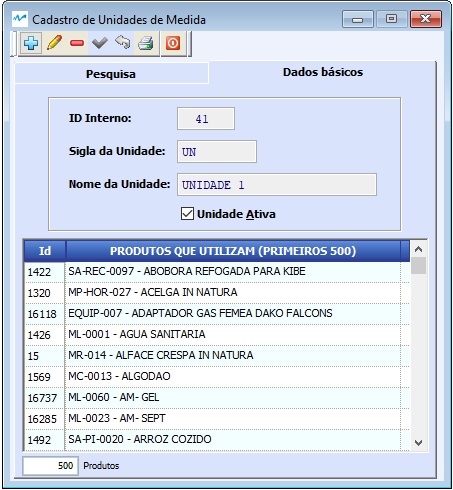 Cadastro de Unidades de Medida
Pesquisa
Dados básicos
ID Interno: 41
Sigla da Unidade: UN
Nome da Unidade: UNIDADE 1
Unidade Ativa
Id PRODUTOS QUE UTILIZAM (PRIMEIROS 500)
1422 SA-REC-0097 - ABOBORA REFOGADA PARA KIBE
1320 MP-HOR-027 - ACELGA IN NATURA
16118 EQUIP-007 - ADAPTADOR GAS FEMEA DAKO FALCONS
1426 ML-0001 - AGUA SANITARIA
15 MR-014 - ALFACE CRESPA IN NATURA
1569 MC-0013 - ALGODAO
16737 ML-0060 - AM- GEL
16285 ML-0023 - AM- SEPT
1492 SA-PI-0020 - ARROZ COZIDO
500 Produtos